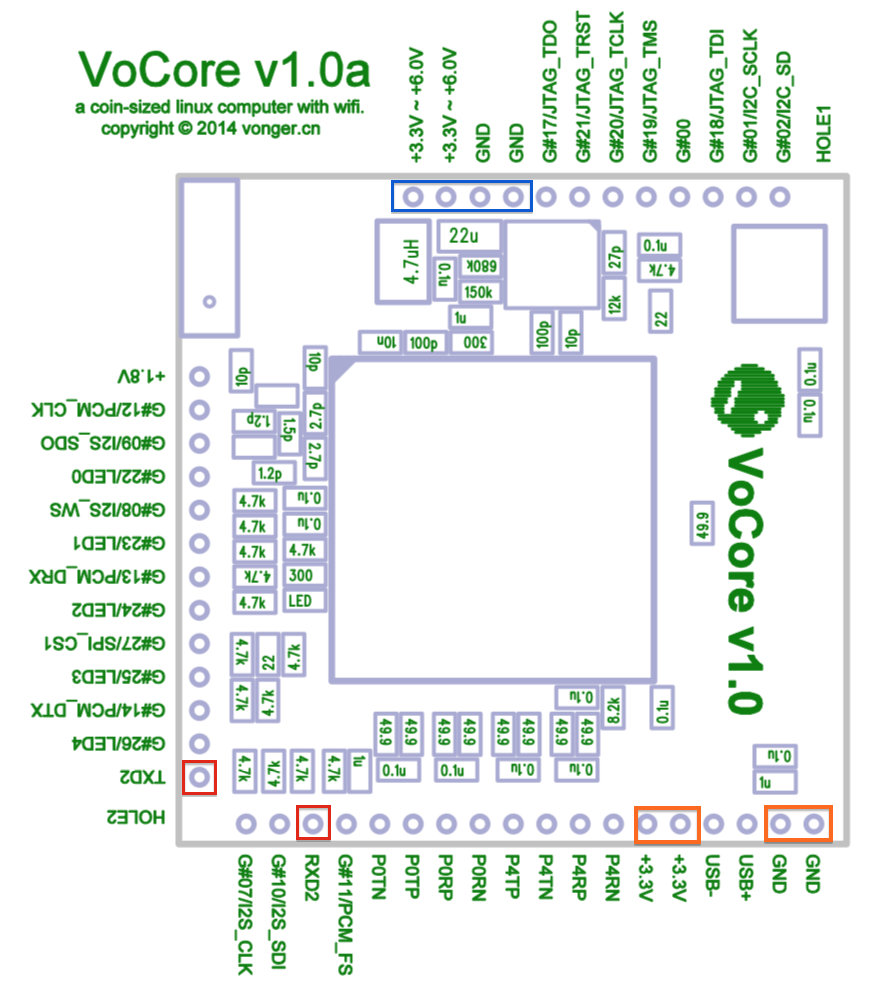 VoCore v1.0a
a coin-sized linux computer with wifi.
copyright © 2014 vonger.cn
+3.3V ~ +6.0V
+3.3V ~ +6.0V
GND
GND
G#17/JTAG_TDO
G#21/JTAG_TRST
G#20/JTAG_TCLK
G#19/JTAG_TMS
G#00
G#18/JTAG_TDI
G#01/I2C_SCLK
G#02/I2C_SD
HOLE1
4.7uH
22u
0.1u
680k
150k
1u
10n
100p
300
100p
10p
27p
12k
0.1u
4.7k
22
0.1u
0.1u
+1.8V
G#12/PCM_CLK
G#09/I2S_SDO
G#22/LED0
G#08/I2S_WS
G#23/LED1
G#13/PCM_DRX
G#24/LED2
G#27/SPI_CS1
G#25/LED3
G#14/PCM_DTX
G#26/LED4
TXD2
HOLE2
10p
10p
1.2p
1.5p
2.7p
2.7p
1.2p
4.7k
0.1u
4.7k
0.1u
4.7k
4.7k
4.7k
300
4.7k
LED
4.7k
22
4.7k
4.7k
4.7k
49.9
VoCore v1.0
0.1u
8.2k
0.1u
49.9
49.9
49.9
49.9
49.9
49.9
49.9
49.9
4.7k
4.7k
4.7k
4.7k
1u
0.1u
0.1u
0.1u
0.1u
0.1u
1u
G#07/I2S_CLK
G#10/I2S_SDI
RXD2
G#11/PCM_FS
P0TN
P0TP
P0RP
P0RN
P4TP
P4TN
P4RP
P4RN
+3.3V
+3.3V
USB-
USB+
GND
GND